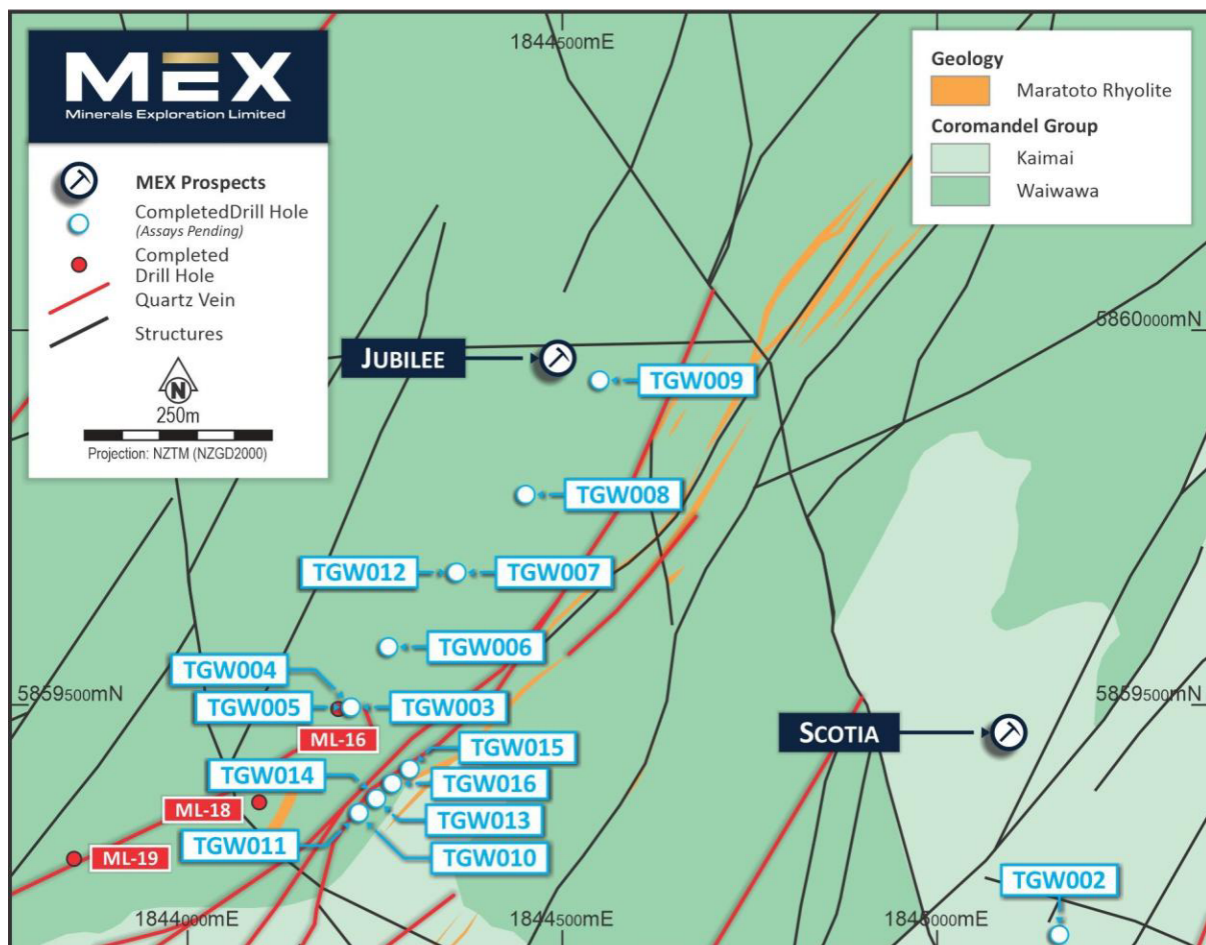 MEX
Minerals Exploration Limited
MEX Prospects
CompletedDrill Hole
(Assays Pending)
Completed
Drill Hole
Quartz Vein
Structures
N
250m
Projection: NZTM (NZGD2000)
1844500mE
Geology
Maratoto Rhyolite
Coromandel Group
Kaimai
Waiwawa
5860000mN
JUBILEE
TGW009
TGW008
TGW012
TGW007
TGW006
TGW004
5859500mN
TGW005
TGW003
5859500mN
ML-16
SCOTIA
TGW015
TGW014
TGW016
ML-18
TGW013
TGW011
ML-19
TGW010
TGW002
1844000mE
1844500mE
1845000mE